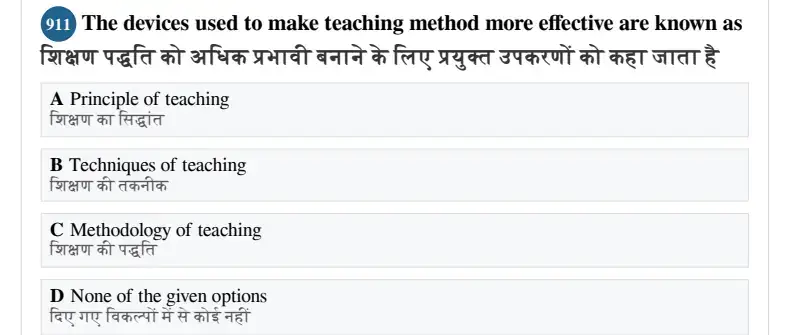 911 The devices used to make teaching method more effective are known as
शिक्षण पद्धति को अधिक प्रभावी बनाने के लिए प्रयुक्त उपकरणों को कहा जाता है
A Principle of teaching
शिक्षण का सिद्धांत
B Techniques of teaching
शिक्षण की तकनीक
C Methodology of teaching
शिक्षण की पद्धति
D None of the given options
दिए गए विकल्पों में से कोई नहीं